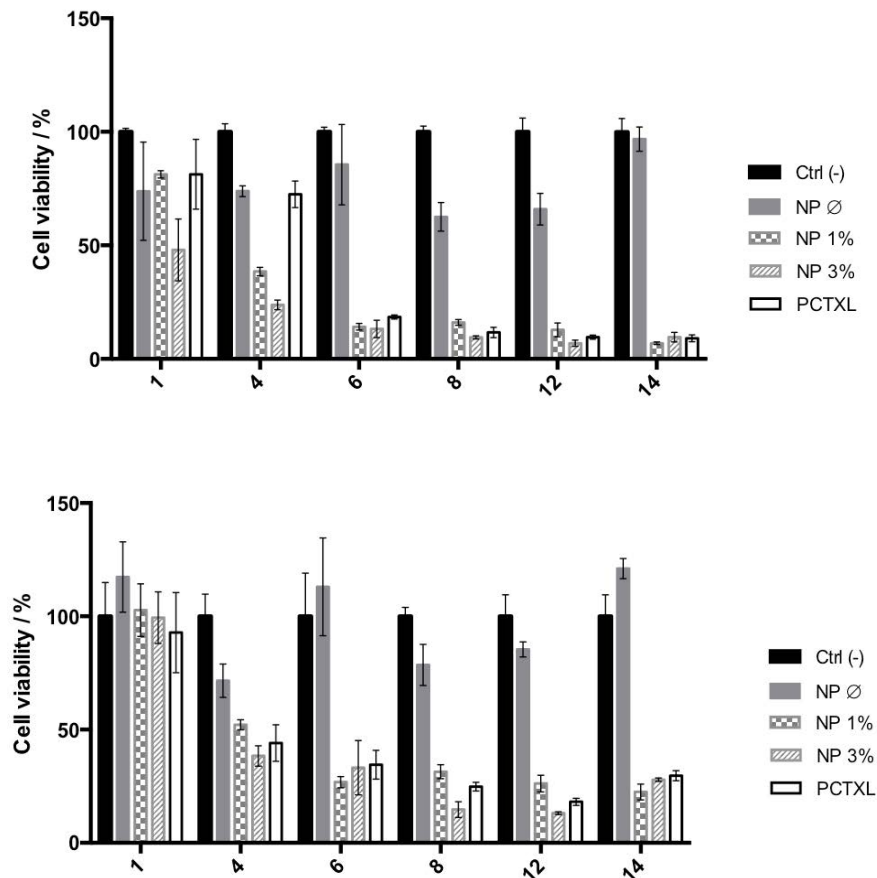 150
100
50
0
Cell viability / %
1 4 6 8 12 14
Ctrl (-)
NP ∅
NP 1%
NP 3%
PCTXL
150
100
50
0
Cell viability / %
1 4 6 8 12 14
Ctrl (-)
NP ∅
NP 1%
NP 3%
PCTXL